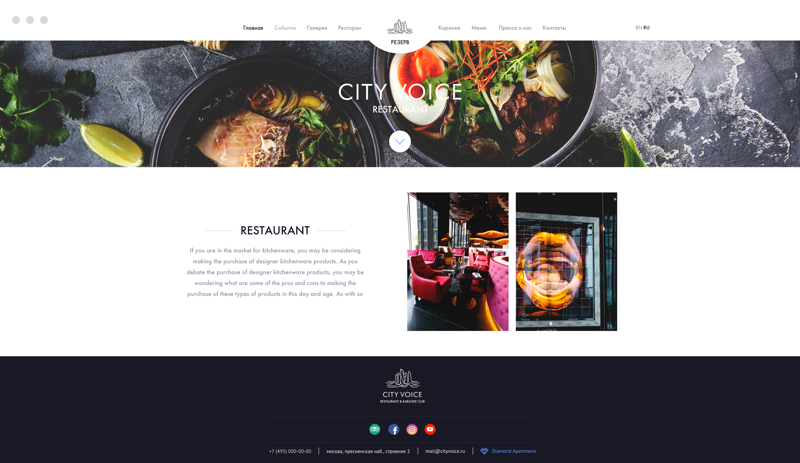 Главная События Галерея Ресторан Караоке Меню Пресса о нас Контакты EN RU
РЕЗЕРВ
CITY VOICE
RESTAURANT
RESTAURANT
If you are in the market for kitchenware, you may be considering
making the purchase of designer kitchenware products. As you
debate the purchase of designer kitchenware products, you may be
wondering what are some of the pros and cons to making the
purchase of these types of products in this day and age. As with so
CITY VOICE
RESTAURANT & KARAOKE CLUB
+7 (495) 000-00-00 москва, пресненская наб., строение 2 mail@cityvoice.ru Diamond Apartmens